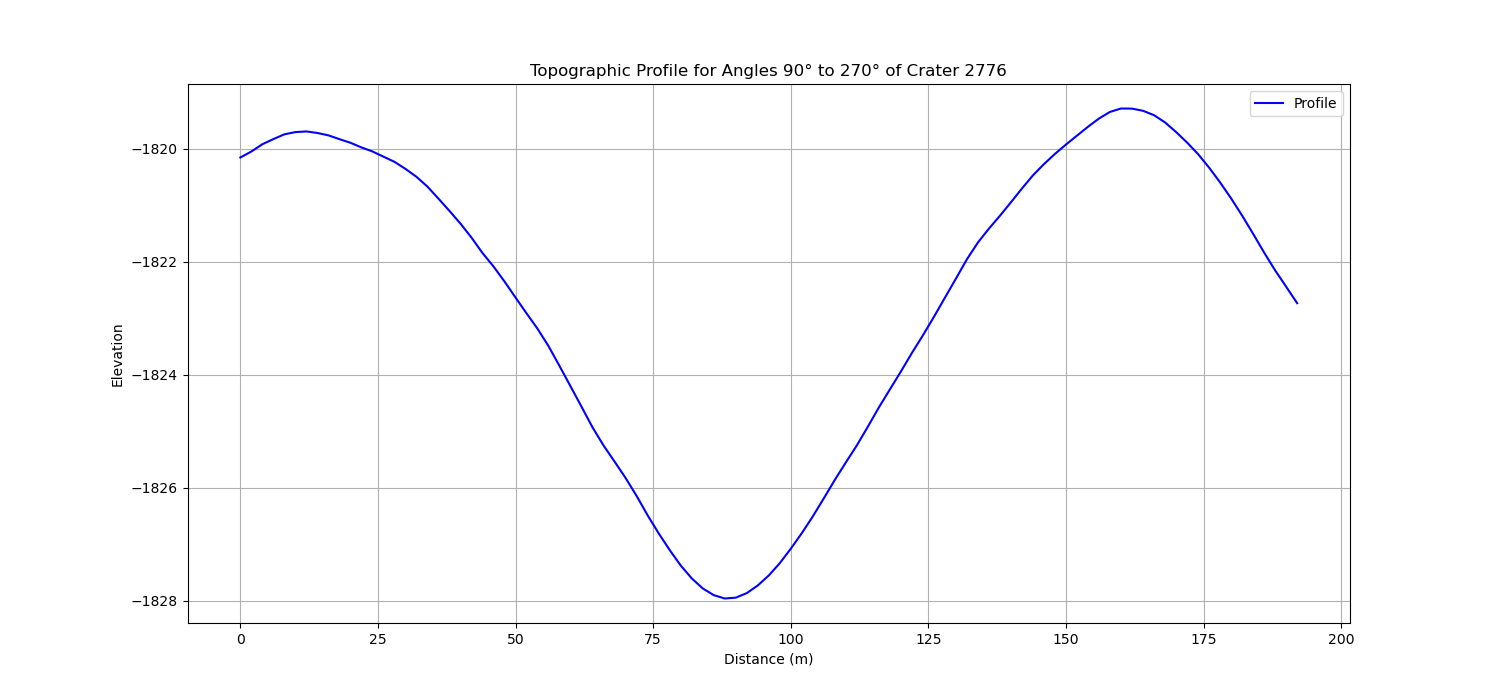 Topographic Profile for Angles 90° to 270° of Crater 2776
Profile
−1820
−1822
−1824
−1826
−1828
Elevation
0 25 50 75 100 125 150 175 200
Distance (m)